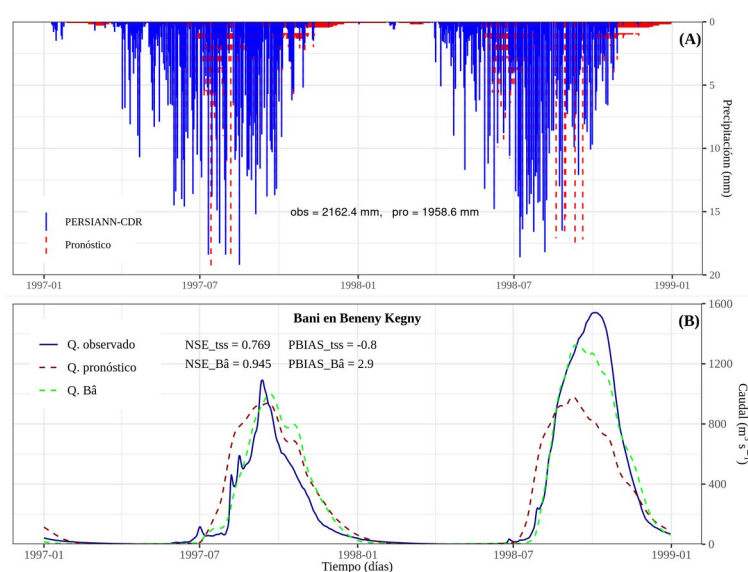 0
(A)
5
10
15
20
Precipitaciónn (mm)
PERSIANN-CDR
Pronóstico
obs = 2162.4 mm, pro = 1958.6 mm
1997-01
1997-07
1998-01
1998-07
1999-01
1600
Bani en Beneny Kegny
(B)
Q. observado
NSE_tss = 0.769 PBIAS_tss = -0.8
Q. pronóstico
NSE_Bâ = 0.945 PBIAS_Bâ = 2.9
Q. Bâ
1200
800
400
0
Caudal (m³ s⁻¹)
1997-01
1997-07
1998-01
1998-07
1999-01
Tiempo (días)